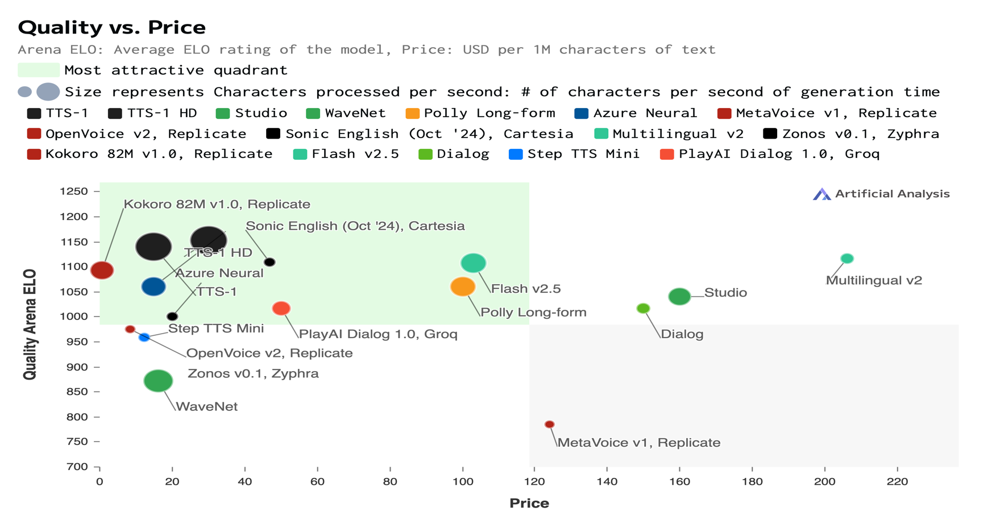 Quality vs. Price
Arena ELO: Average ELO rating of the model, Price: USD per 1M characters of text
Most attractive quadrant
Size represents Characters processed per second: # of characters per second of generation time
TTS-1 TTS-1 HD Studio WaveNet Polly Long-form Azure Neural MetaVoice v1, Replicate
OpenVoice v2, Replicate Sonic English (Oct '24), Cartesia Multilingual v2 Zonos v0.1, Zyphra
Kokoro 82M v1.0, Replicate Flash v2.5 Dialog Step TTS Mini PlayAI Dialog 1.0, Groq
Quality Arena ELO
1250
1200
1150
1100
1050
1000
950
900
850
800
750
700
Artificial Analysis
Kokoro 82M v1.0, Replicate
Sonic English (Oct '24), Cartesia
TTS-1 HD
Azure Neural
Multilingual v2
Flash v2.5
TTS-1
Studio
Polly Long-form
Step TTS Mini
PlayAI Dialog 1.0, Groq
Dialog
OpenVoice v2, Replicate
Zonos v0.1, Zyphra
WaveNet
MetaVoice v1, Replicate
0 20 40 60 80 100 120 140 160 180 200 220
Price